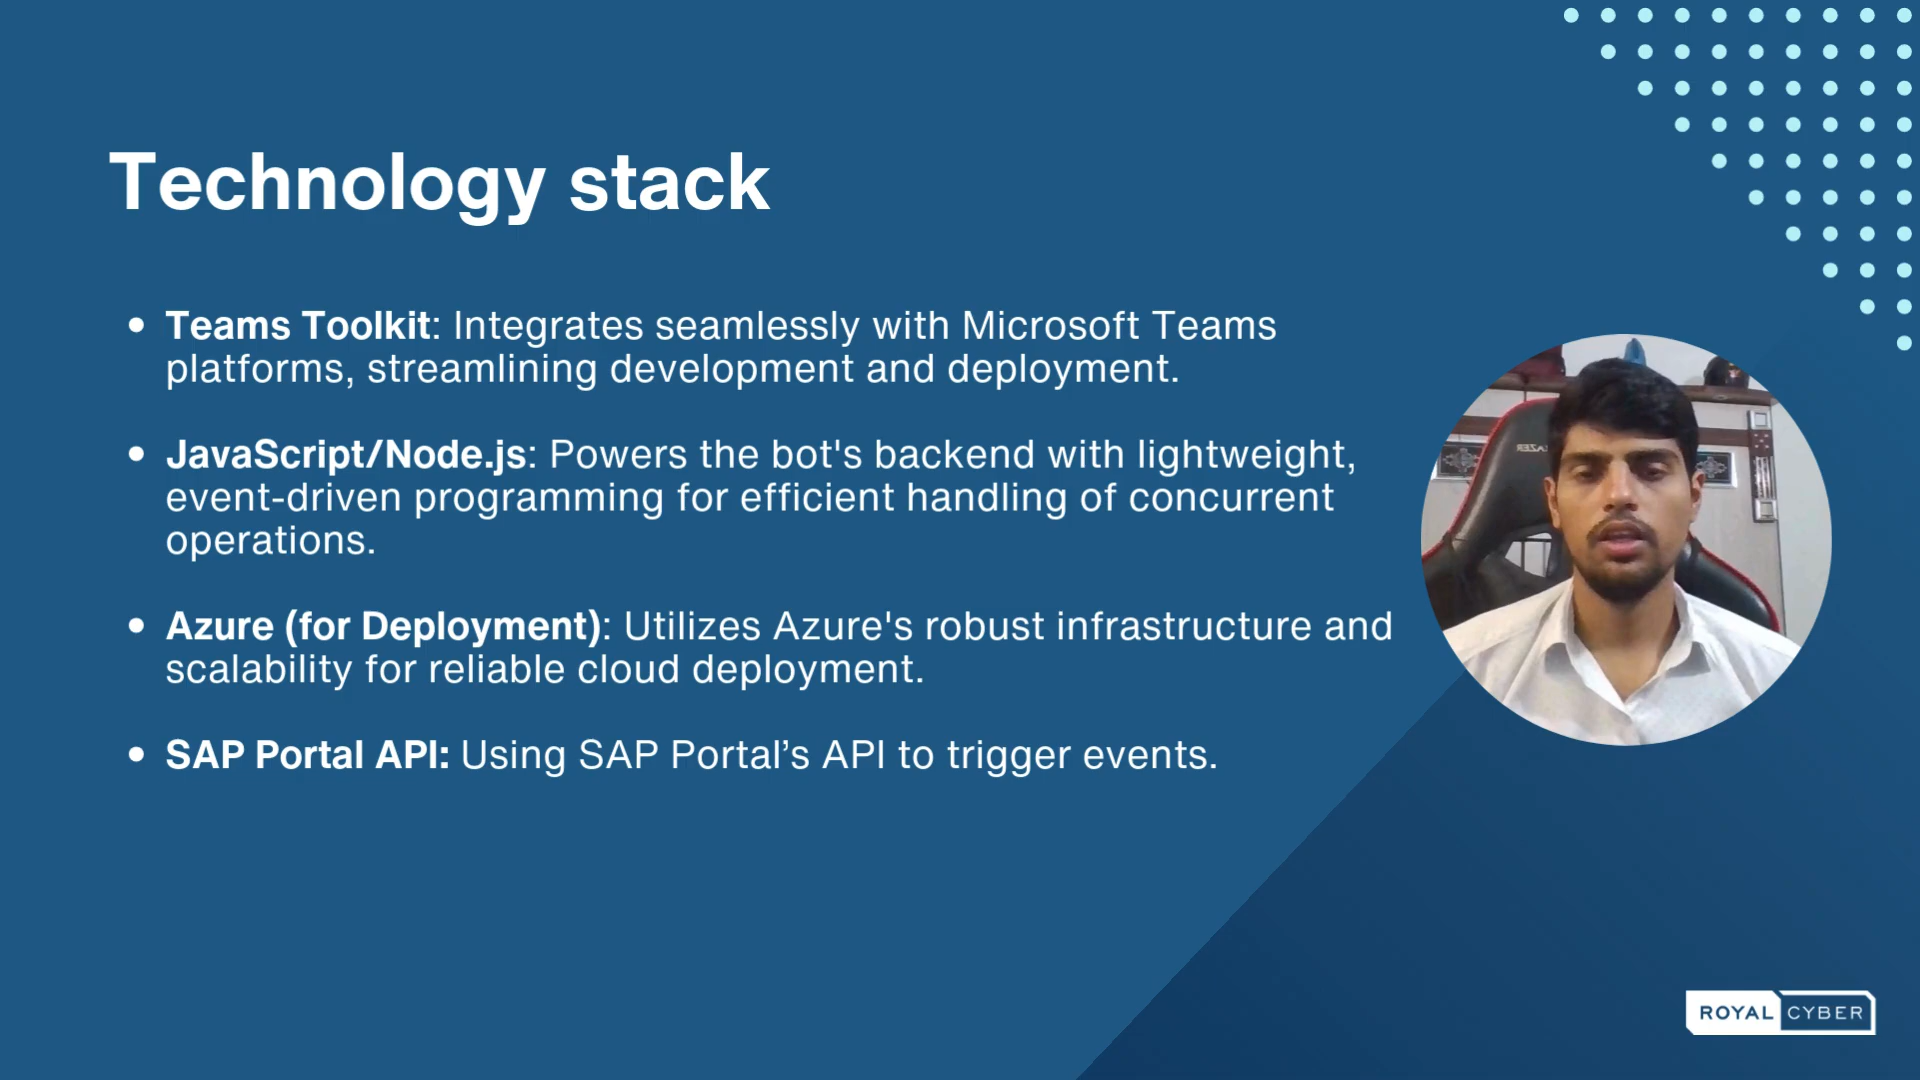 Technology stack
• Teams Toolkit: Integrates seamlessly with Microsoft Teams
platforms, streamlining development and deployment.
• JavaScript/Node.js: Powers the bot's backend with lightweight,
event-driven programming for efficient handling of concurrent
operations.
• Azure (for Deployment): Utilizes Azure's robust infrastructure and
scalability for reliable cloud deployment.
• SAP Portal API: Using SAP Portal’s API to trigger events.
ROYAL CYBER